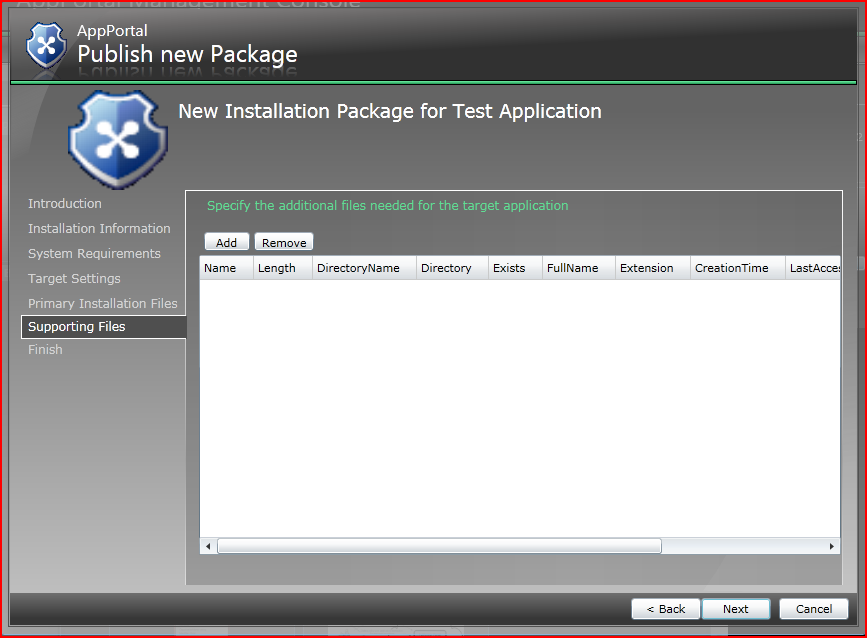 AppPortal Management Console
AppPortal
Publish new Package
New Installation Package for Test Application
Introduction
Installation Information
System Requirements
Target Settings
Primary Installation Files
Supporting Files
Finish
Specify the additional files needed for the target application
Add Remove
Name Length DirectoryName Directory Exists FullName Extension CreationTime LastAcces
< Back Next Cancel